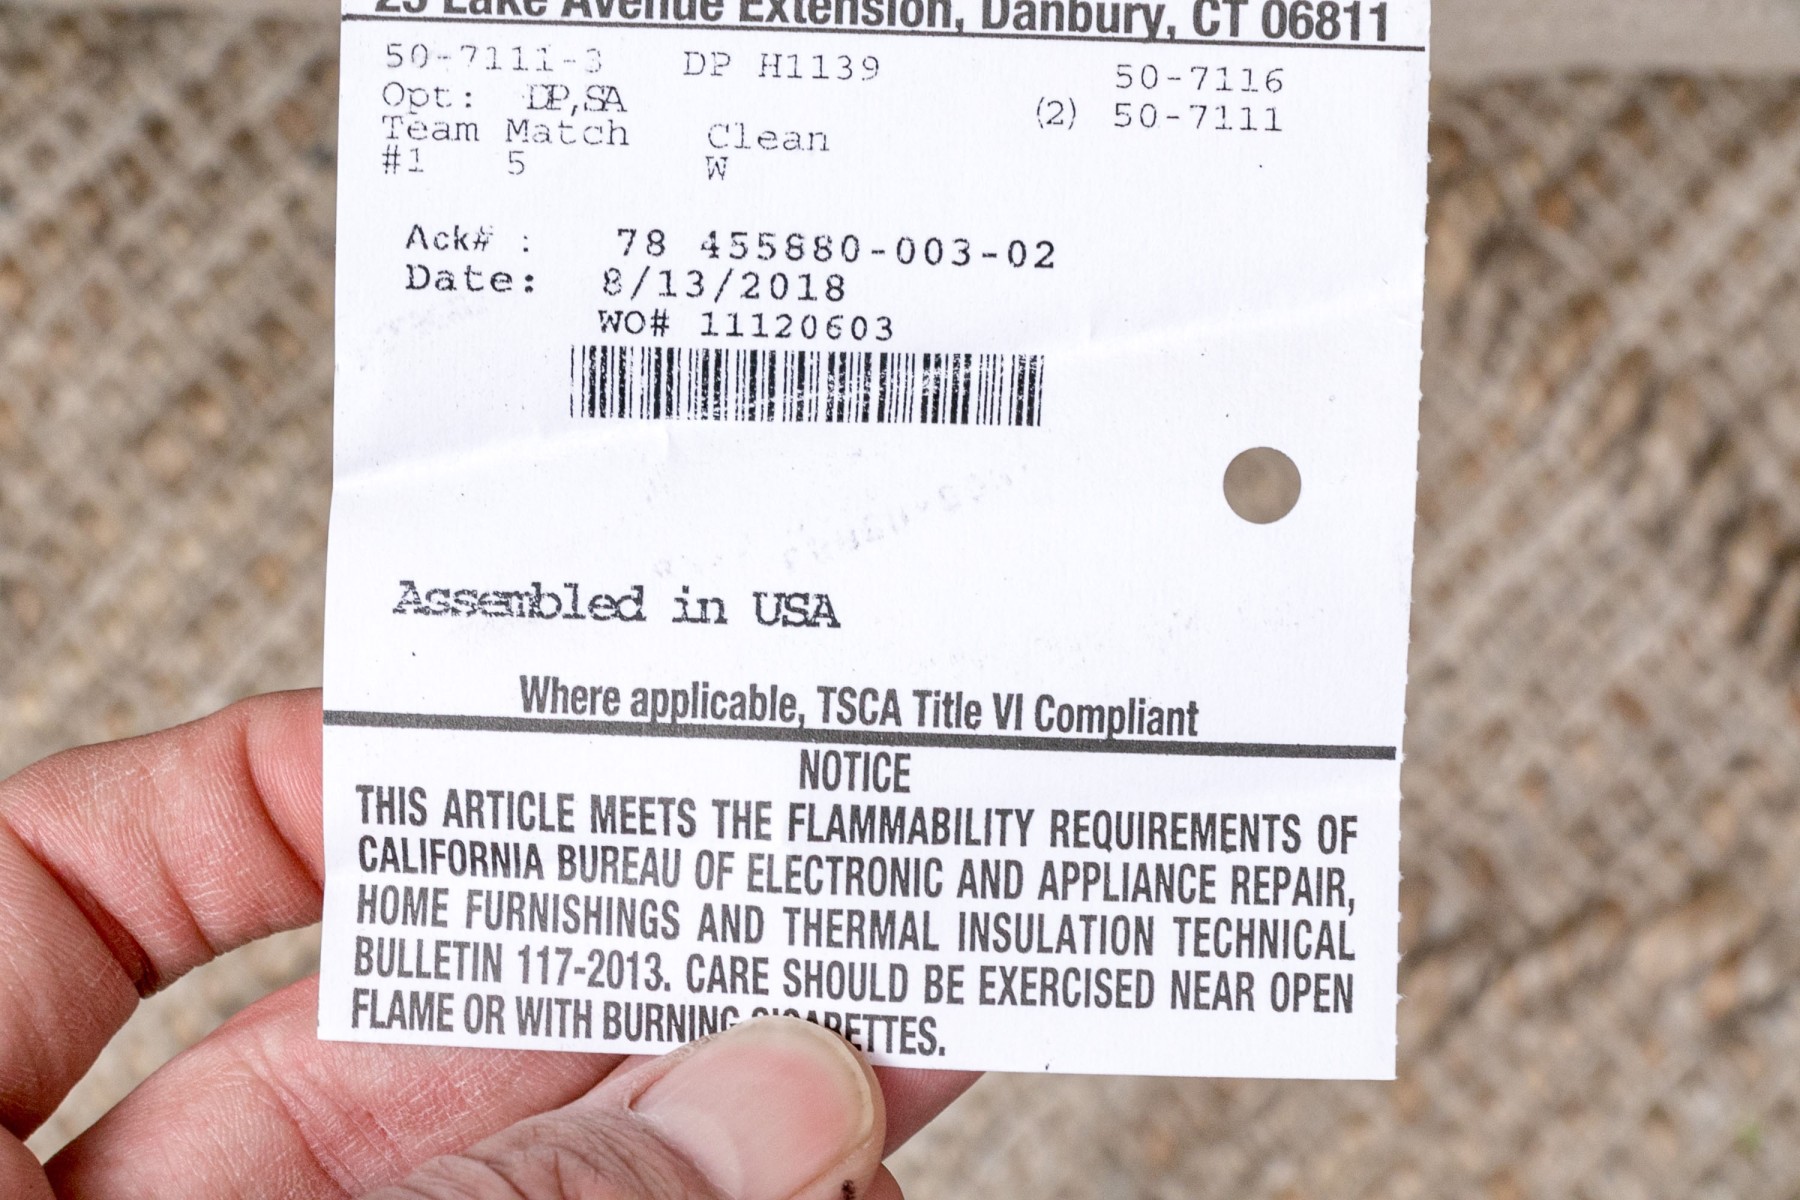 25 Lake Avenue Extension, Danbury, CT 06811
50-7111-3 DP H1139 50-7116
Opt: DP,SA (2) 50-7111
Team Match Clean
#1 5 W
Ack# : 78 455880-003-02
Date: 8/13/2018
WO# 11120603
Assembled in USA
Where applicable, TSCA Title VI Compliant
NOTICE
THIS ARTICLE MEETS THE FLAMMABILITY REQUIREMENTS OF
CALIFORNIA BUREAU OF ELECTRONIC AND APPLIANCE REPAIR,
HOME FURNISHINGS AND THERMAL INSULATION TECHNICAL
BULLETIN 117-2013. CARE SHOULD BE EXERCISED NEAR OPEN
FLAME OR WITH BURNING CIGARETTES.